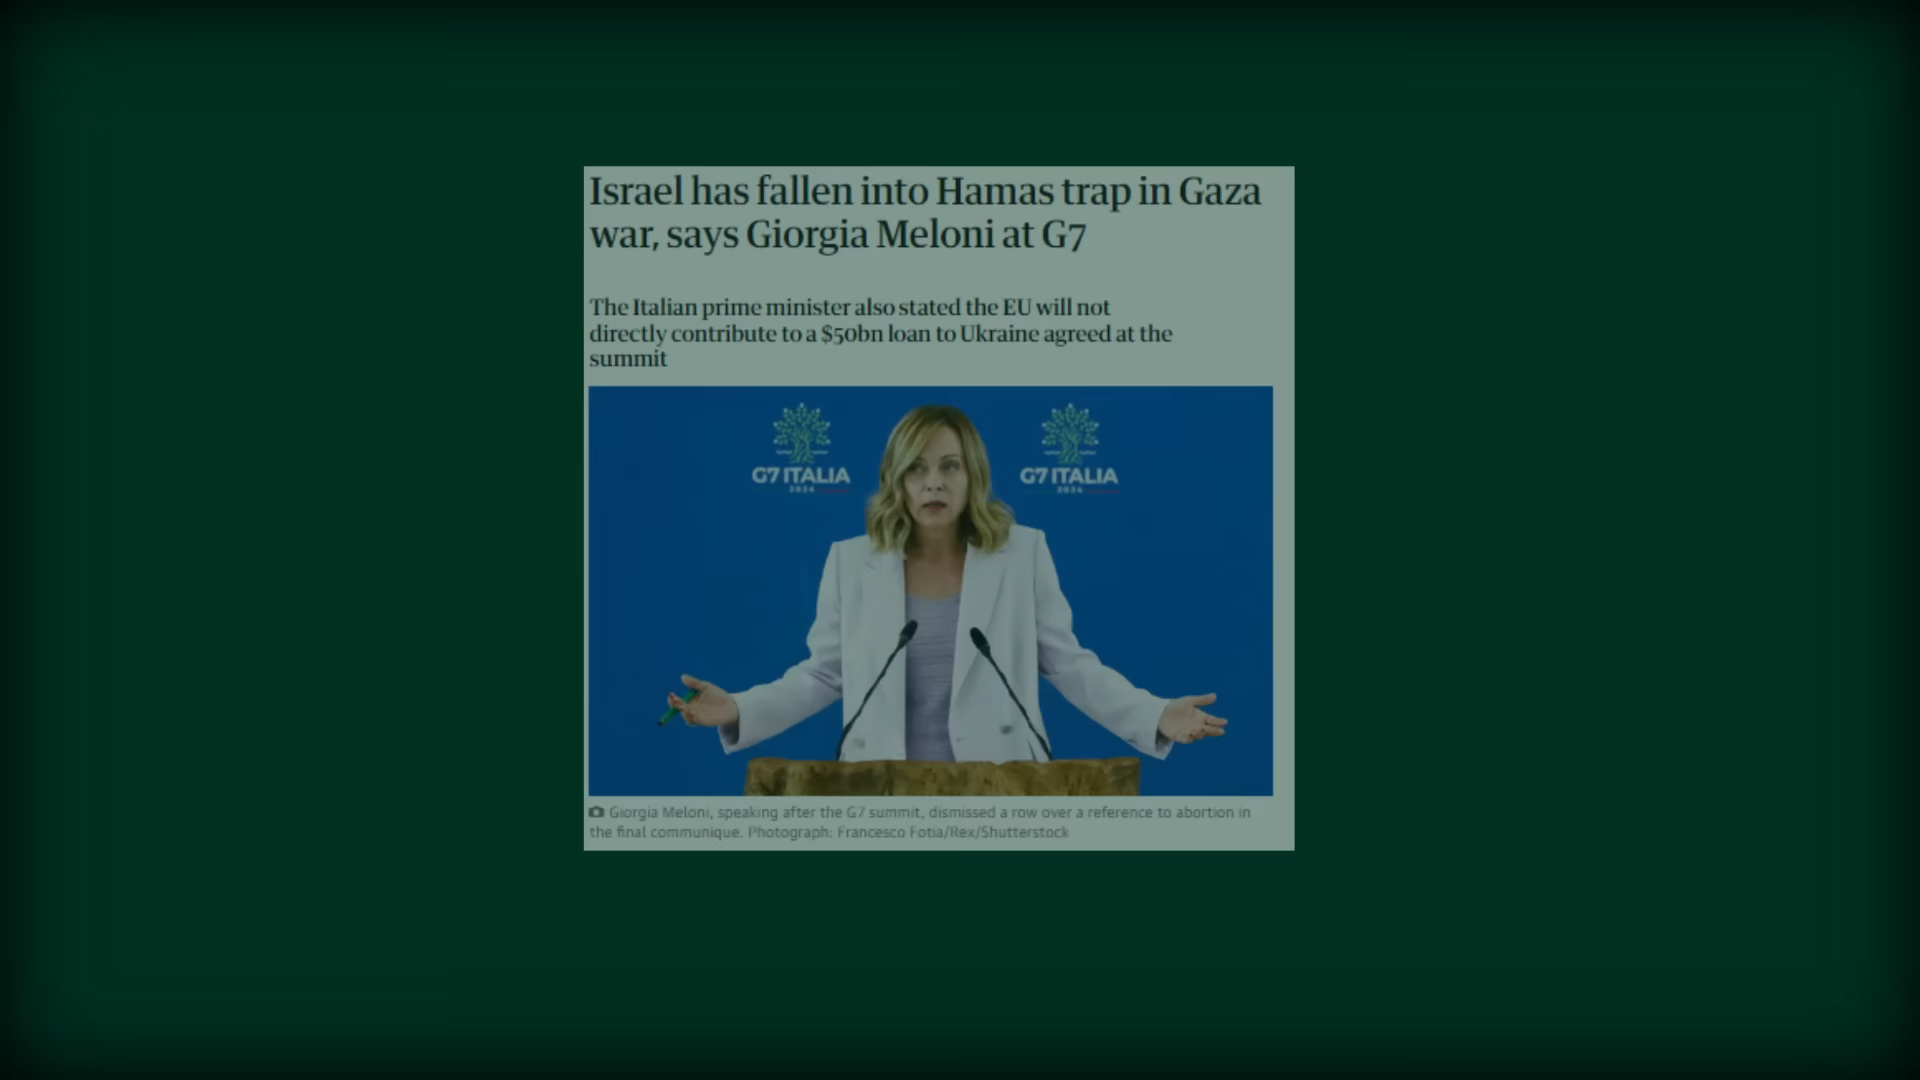 Israel has fallen into Hamas trap in Gaza
war, says Giorgia Meloni at G7
The Italian prime minister also stated the EU will not
directly contribute to a $50bn loan to Ukraine agreed at the
summit
G7 ITALIA
2024
G7 ITALIA
2024
Giorgia Meloni, speaking after the G7 summit, dismissed a row over a reference to abortion in
the final communique. Photograph: Francesco Fotia/Rex/Shutterstock